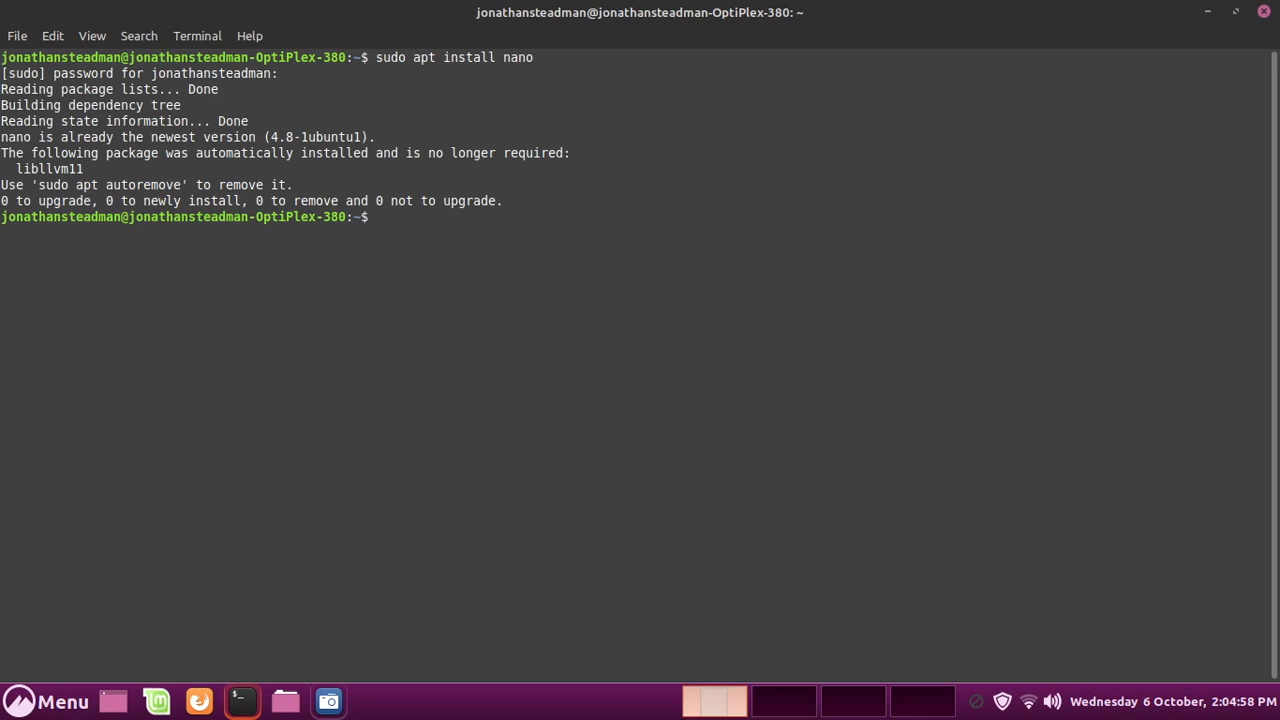 jonathansteadman@jonathansteadman-OptiPlex-380: ~
File Edit View Search Terminal Help
jonathansteadman@jonathansteadman-OptiPlex-380:~$ sudo apt install nano
[sudo] password for jonathansteadman:
Reading package lists... Done
Building dependency tree
Reading state information... Done
nano is already the newest version (4.8-1ubuntu1).
The following package was automatically installed and is no longer required:
libllvm11
Use 'sudo apt autoremove' to remove it.
0 to upgrade, 0 to newly install, 0 to remove and 0 not to upgrade.
jonathansteadman@jonathansteadman-OptiPlex-380:~$
Menu Wednesday 6 October, 2:04:58 PM